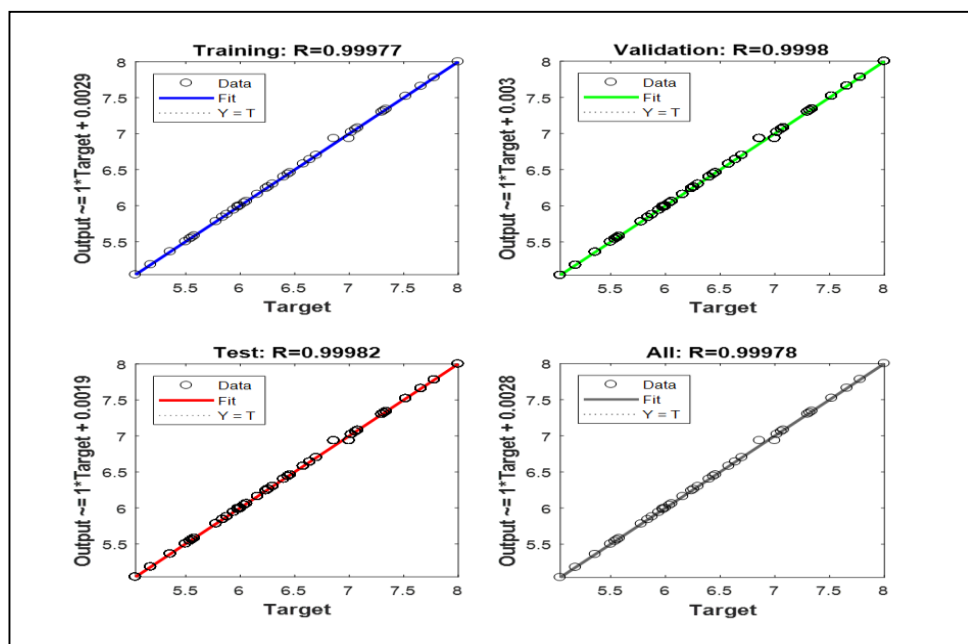 Training: R=0.99977
Output ~= 1*Target + 0.0029
8
7.5
7
6.5
6
5.5
Data
Fit
Y = T
5.5 6 6.5 7 7.5 8
Target
Validation: R=0.9998
Output ~= 1*Target + 0.003
8
7.5
7
6.5
6
5.5
Data
Fit
Y = T
5.5 6 6.5 7 7.5 8
Target
Test: R=0.99982
Output ~= 1*Target + 0.0019
8
7.5
7
6.5
6
5.5
Data
Fit
Y = T
5.5 6 6.5 7 7.5 8
Target
All: R=0.99978
Output ~= 1*Target + 0.0028
8
7.5
7
6.5
6
5.5
Data
Fit
Y = T
5.5 6 6.5 7 7.5 8
Target